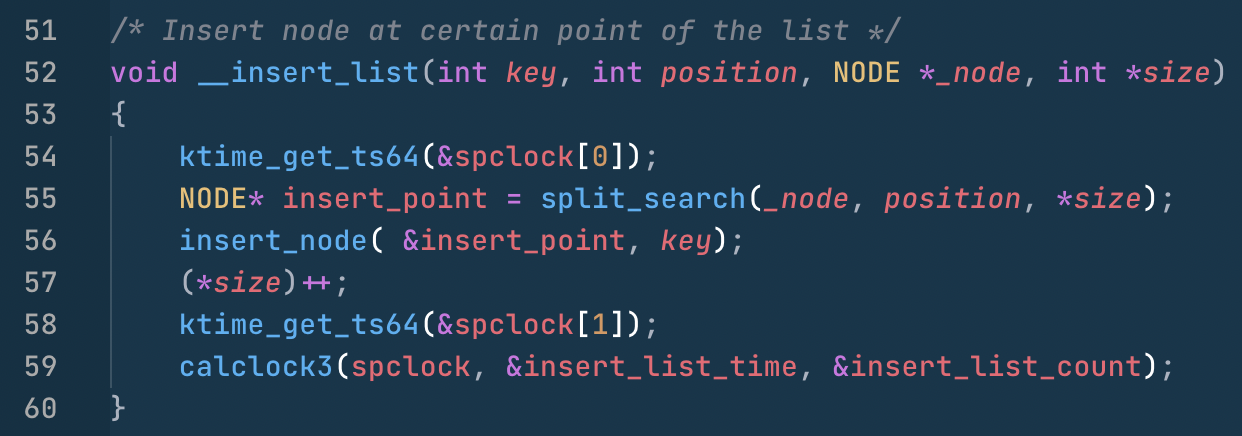 51 /* Insert node at certain point of the list */
52 void __insert_list(int key, int position, NODE *_node, int *size)
53 {
54     ktime_get_ts64(&spclock[0]);
55     NODE* insert_point = split_search(_node, position, *size);
56     insert_node( &insert_point, key);
57     (*size)++;
58     ktime_get_ts64(&spclock[1]);
59     calclock3(spclock, &insert_list_time, &insert_list_count);
60 }